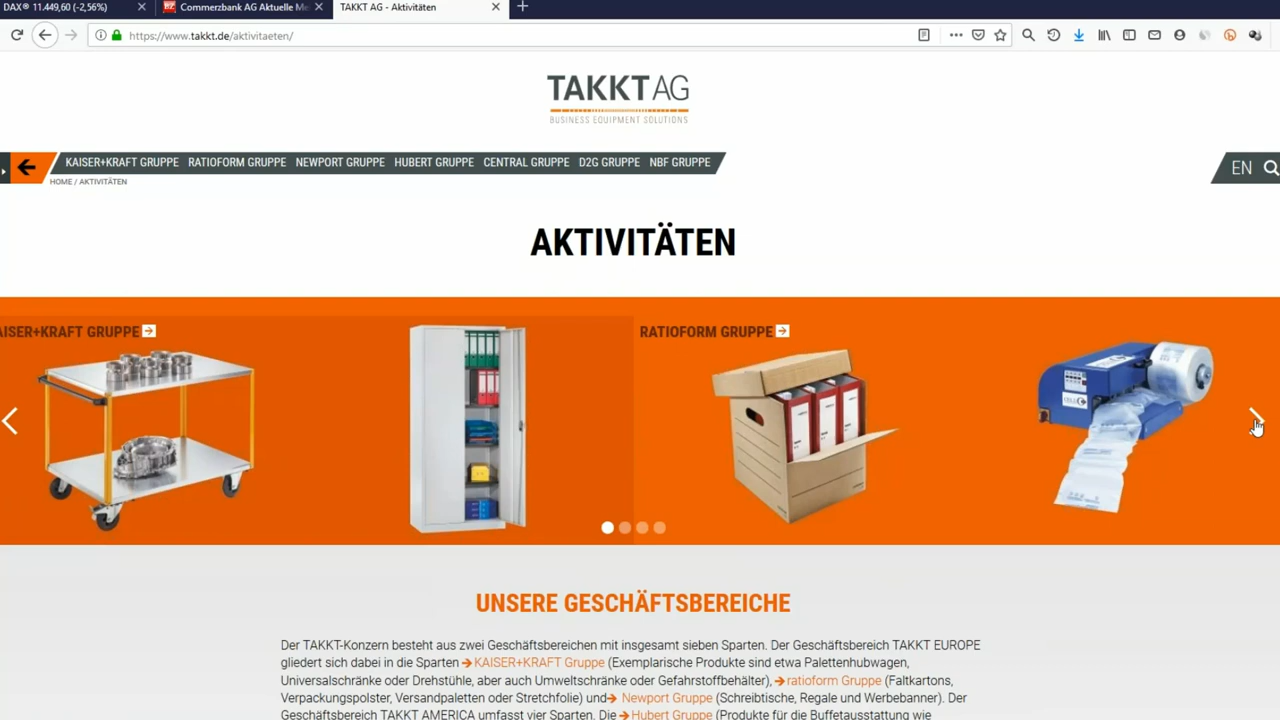 DAX® 11.449,60 (-2,56%)
Commerzbank AG Aktuelle Me
TAKKT AG - Aktivitäten
https://www.takkt.de/aktivitaeten/
TAKKT AG
BUSINESS EQUIPMENT SOLUTIONS
KAISER+KRAFT GRUPPE RATIOFORM GRUPPE NEWPORT GRUPPE HUBERT GRUPPE CENTRAL GRUPPE D2G GRUPPE NBF GRUPPE
EN
HOME / AKTIVITÄTEN
AKTIVITÄTEN
AISER+KRAFT GRUPPE
RATIOFORM GRUPPE
UNSERE GESCHÄFTSBEREICHE
Der TAKKT-Konzern besteht aus zwei Geschäftsbereichen mit insgesamt sieben Sparten. Der Geschäftsbereich TAKKT EUROPE
gliedert sich dabei in die Sparten → KAISER+KRAFT Gruppe (Exemplarische Produkte sind etwa Palettenhubwagen,
Universalschränke oder Drehstühle, aber auch Umweltschränke oder Gefahrstoffbehälter), → ratioform Gruppe (Faltkartons,
Verpackungspolster, Versandpaletten oder Stretchfolie) und → Newport Gruppe (Schreibtische, Regale und Werbebanner). Der
Geschäftsbereich TAKKT AMERICA umfasst vier Sparten. Die → Hubert Gruppe (Produkte für die Buffetausstattung wie